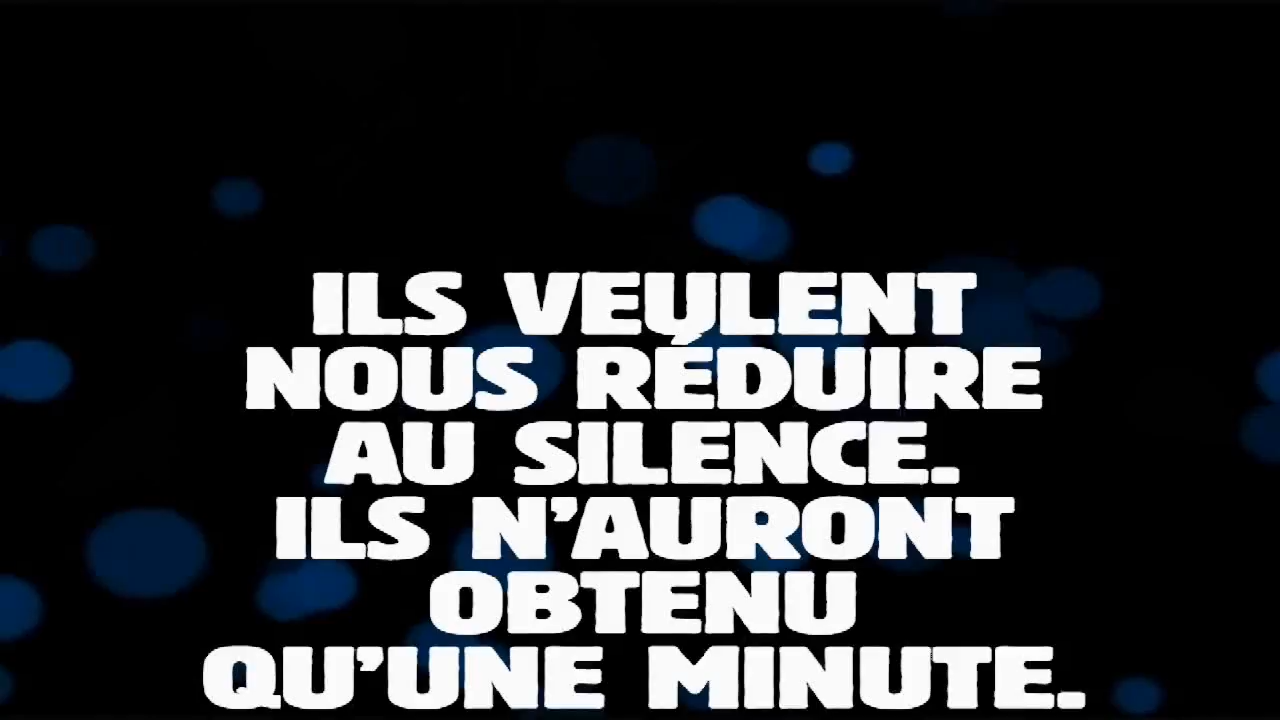 ILS VEULENT
NOUS RÉDUIRE
AU SILENCE.
ILS N’AURONT
OBTENU
QU’UNE MINUTE.